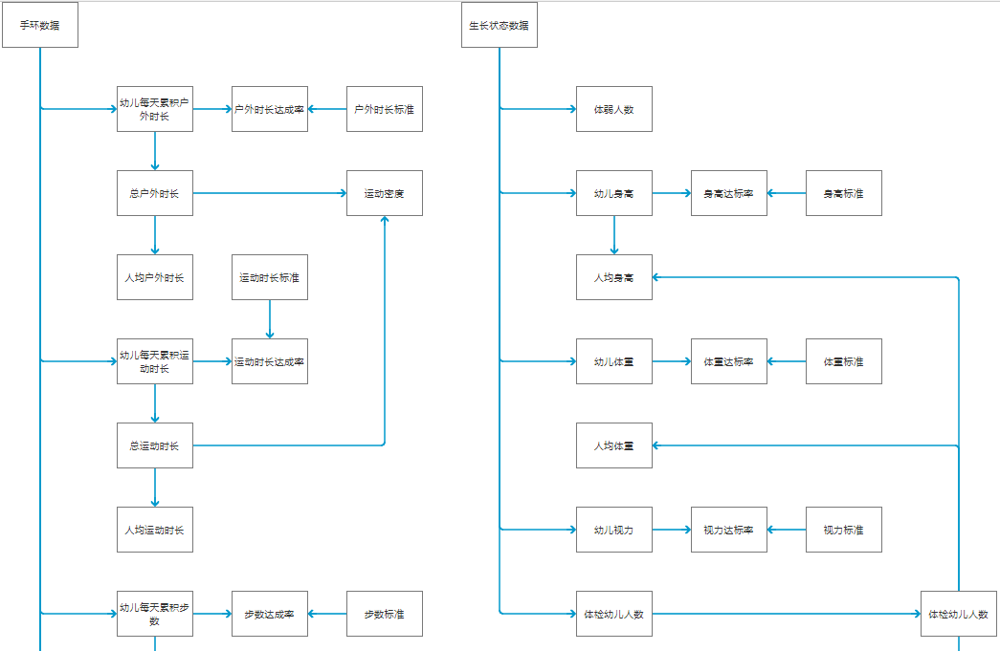 手环数据
生长状态数据
幼儿每天累积户
外时长
户外时长达成率
户外时长标准
体弱人数
总户外时长
运动密度
幼儿身高
身高达标率
身高标准
人均户外时长
运动时长标准
人均身高
幼儿每天累积运
动时长
运动时长达成率
幼儿体重
体重达标率
体重标准
总运动时长
人均体重
人均运动时长
幼儿视力
视力达标率
视力标准
幼儿每天累积步
数
步数达成率
步数标准
体检幼儿人数
体检幼儿人数